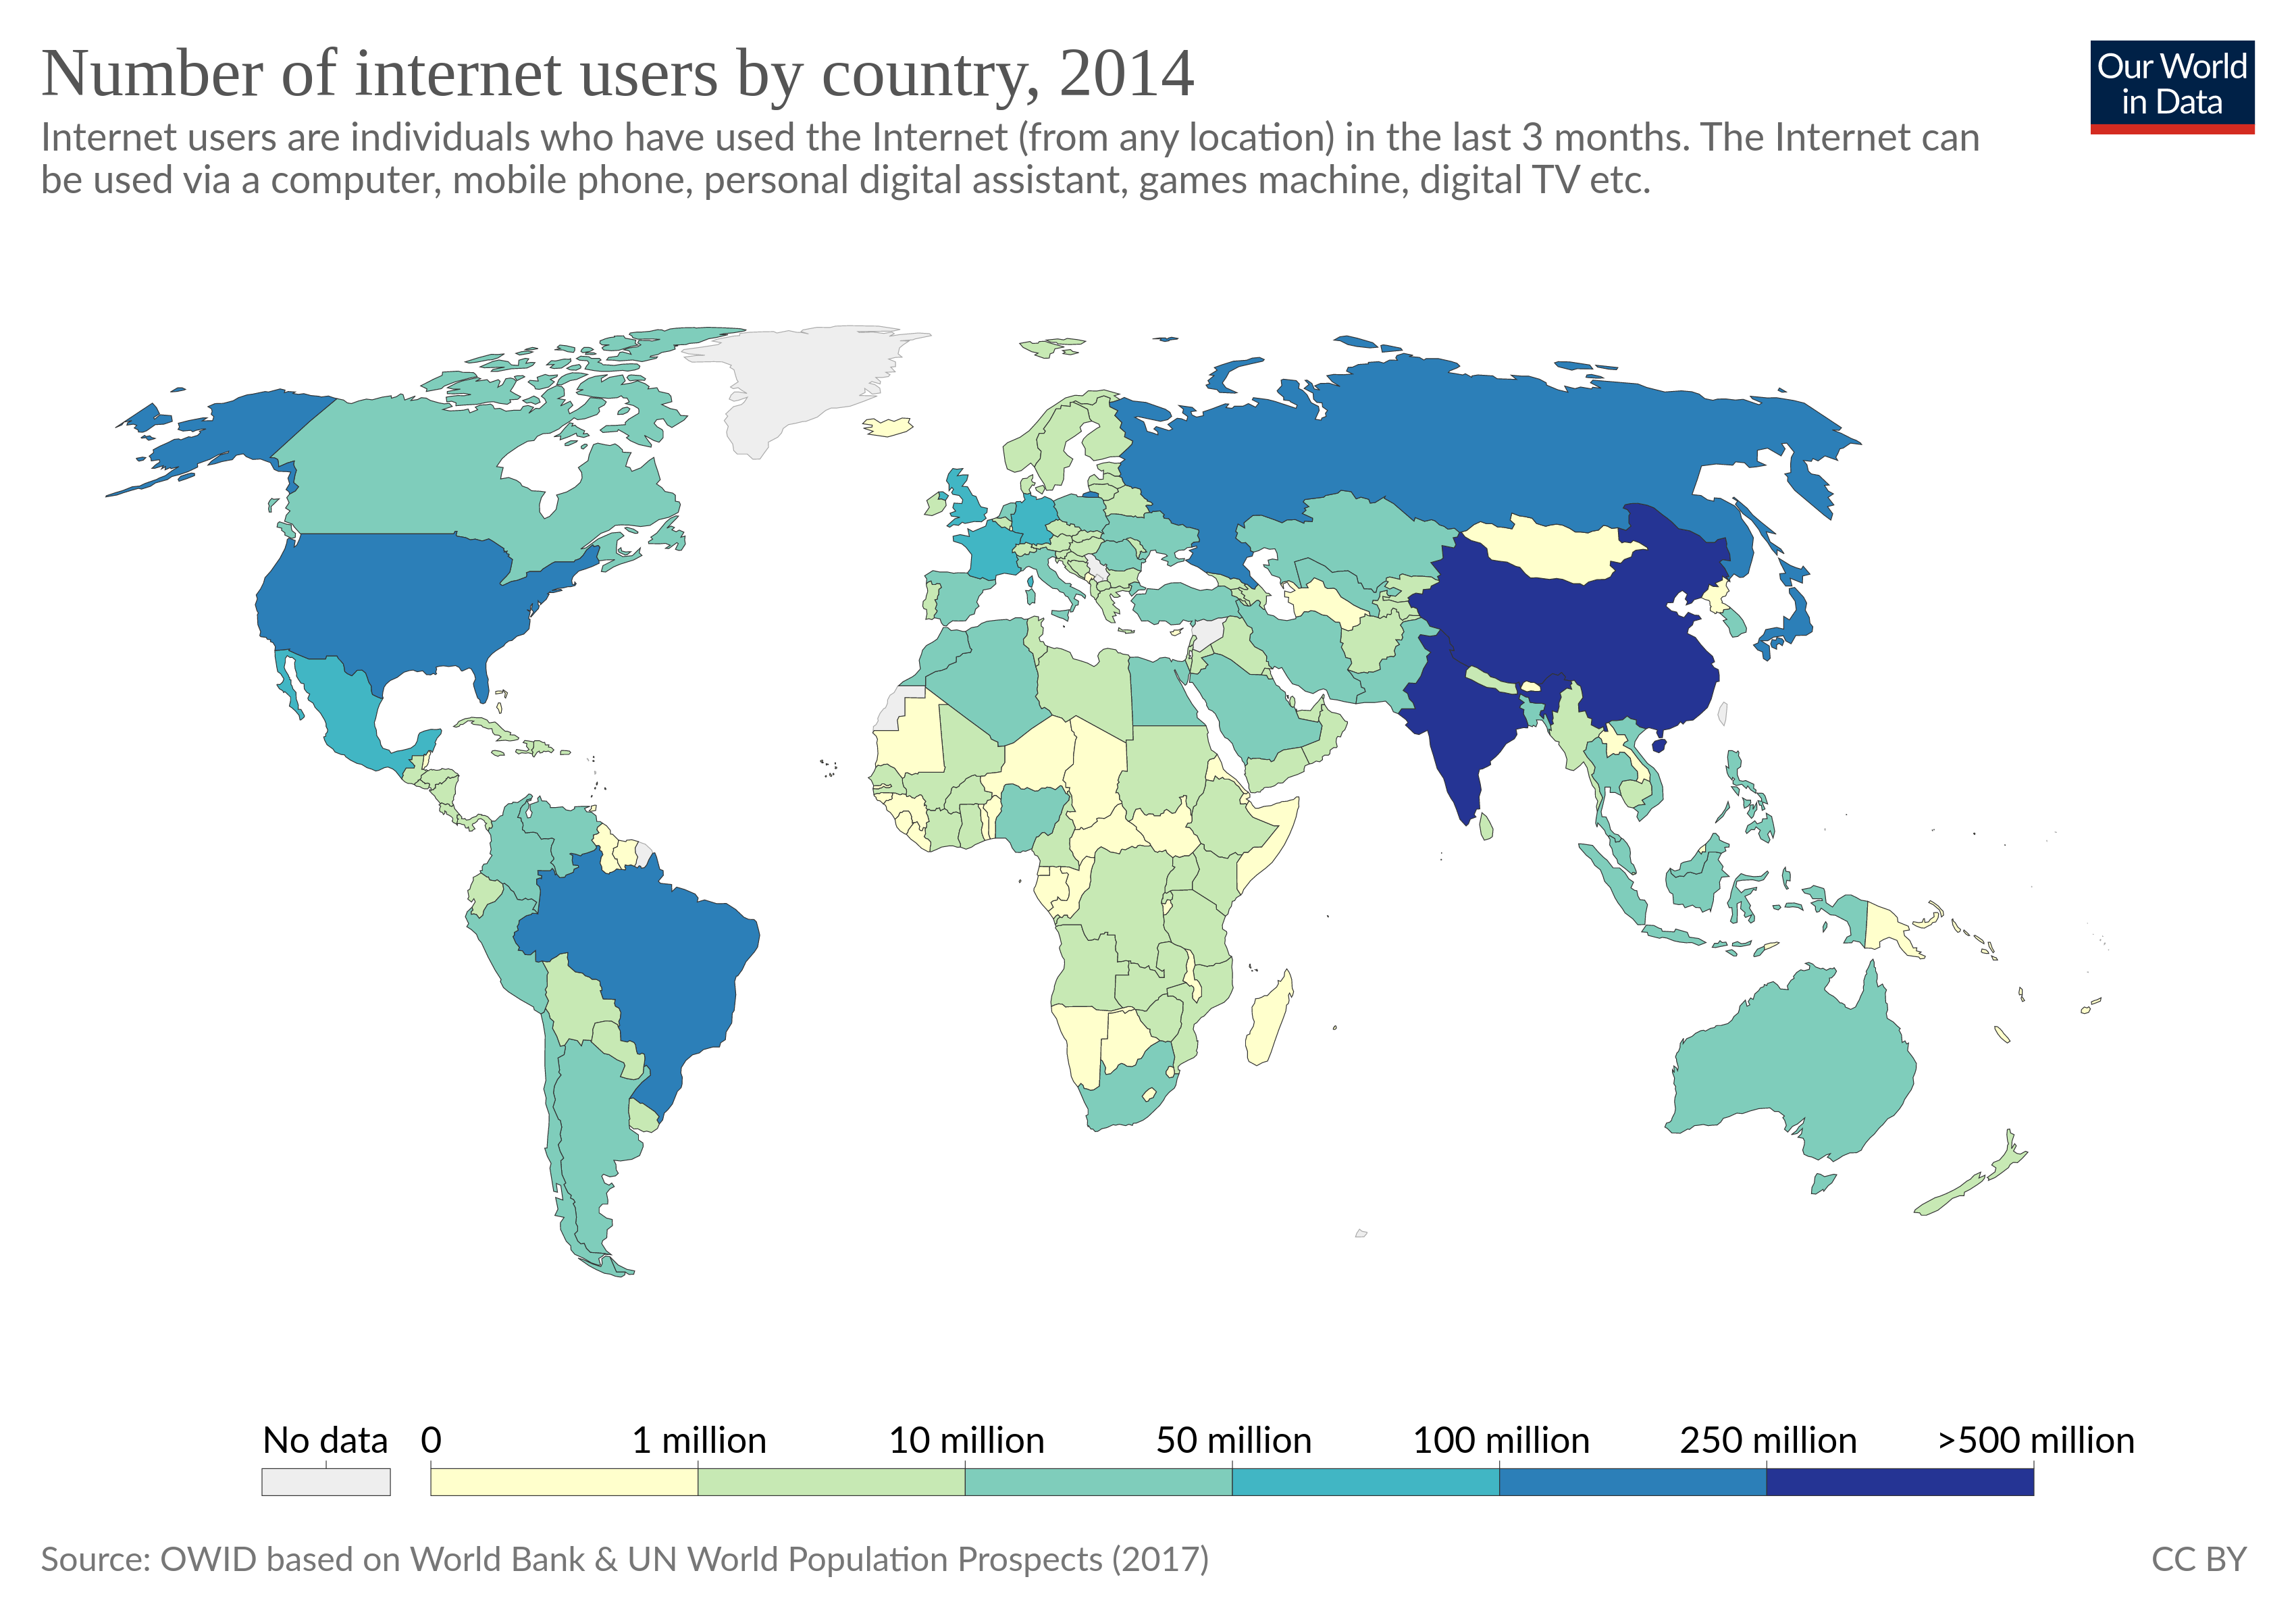 Number of internet users by country, 2014
Our World
in Data
Internet users are individuals who have used the Internet (from any location) in the last 3 months. The Internet can
be used via a computer, mobile phone, personal digital assistant, games machine, digital TV etc.
No data 0 1 million 10 million 50 million 100 million 250 million >500 million
Source: OWID based on World Bank & UN World Population Prospects (2017)
CC BY